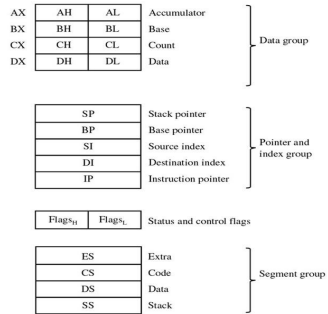 AX AH AL Accumulator
BX BH BL Base
CX CH CL Count
DX DH DL Data
Data group
SP Stack pointer
BP Base pointer
SI Source index
DI Destination index
IP Instruction pointer
Pointer and
index group
FlagsH FlagsL Status and control flags
ES Extra
CS Code
DS Data
SS Stack
Segment group